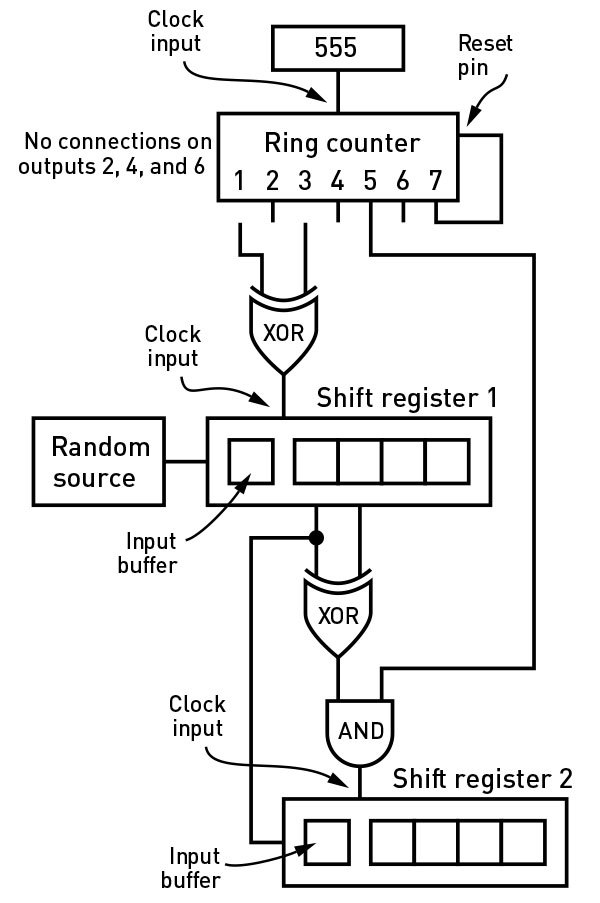 Clock
input
555
Reset
pin
No connections on
outputs 2, 4, and 6
Ring counter
1 2 3 4 5 6 7
XOR
Clock
input
Shift register 1
Random
source
Input
buffer
XOR
Clock
input
AND
Shift register 2
Input
buffer